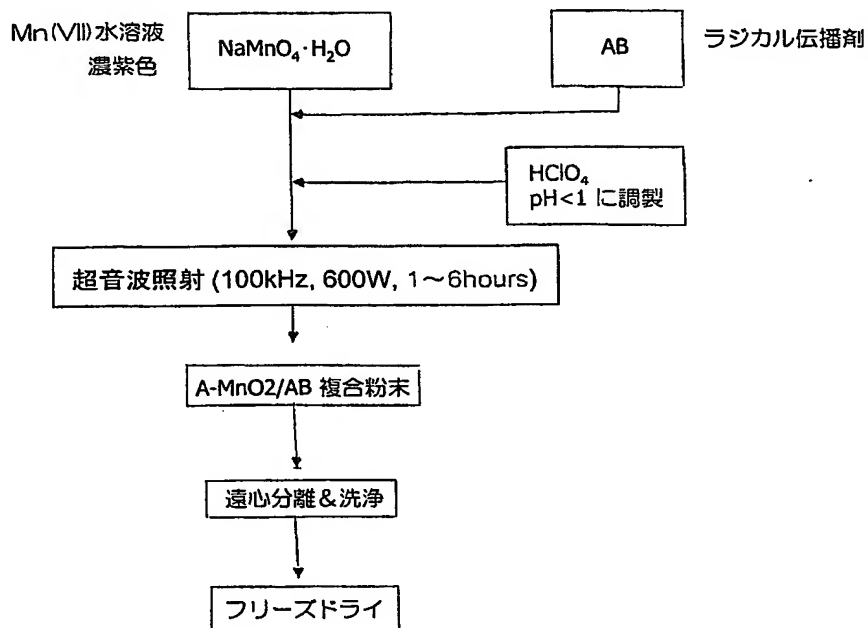 Mn(VII)水溶液
濃紫色
NaMnO₄·H₂O
AB
ラジカル伝播剤
HClO₄
pH<1 に調製
超音波照射 (100kHz, 600W, 1～6hours)
A-MnO2/AB 複合粉末
遠心分離&洗浄
フリーズドライ